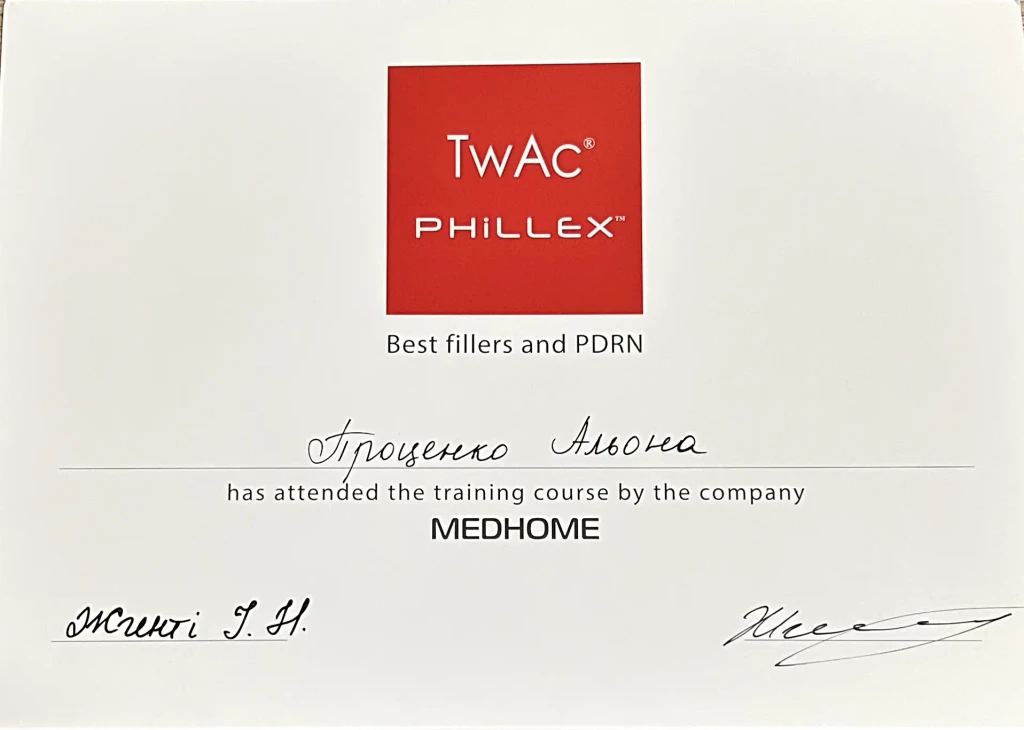 TwAc®
PHiLLEX™
Best fillers and PDRN
Проценко Альона
has attended the training course by the company
MEDHOME
Жгенті І. Н.